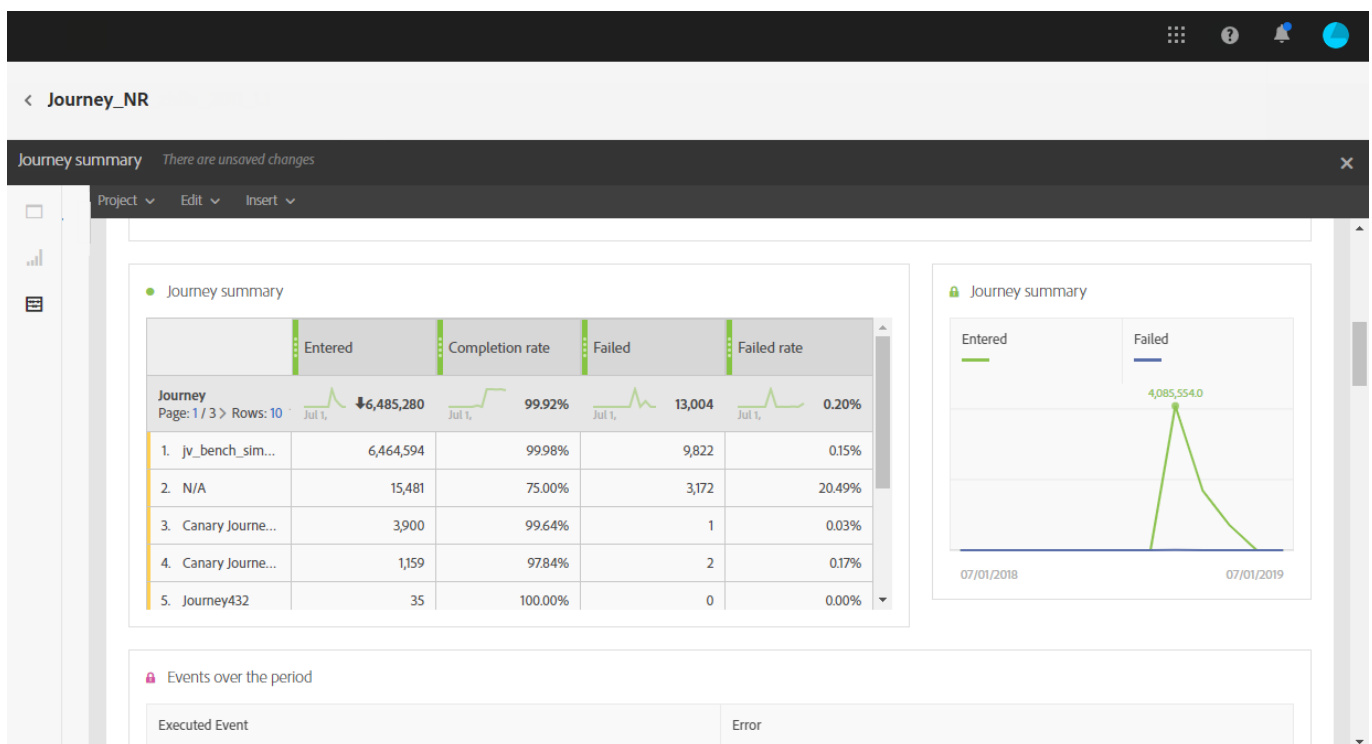 Journey_NR
Journey summary There are unsaved changes
Project Edit Insert
Journey summary
Entered Completion rate Failed Failed rate
Journey
Page: 1 / 3 > Rows: 10
Jul 1, 6,485,280 Jul 1, 99.92% Jul 1, 13,004 Jul 1, 0.20%
1. jv_bench_sim... 6,464,594 99.98% 9,822 0.15%
2. N/A 15,481 75.00% 3,172 20.49%
3. Canary Journe... 3,900 99.64% 1 0.03%
4. Canary Journe... 1,159 97.84% 2 0.17%
5. Journey432 35 100.00% 0 0.00%
Journey summary
Entered Failed
4,085,554.0
07/01/2018 07/01/2019
Events over the period
Executed Event Error